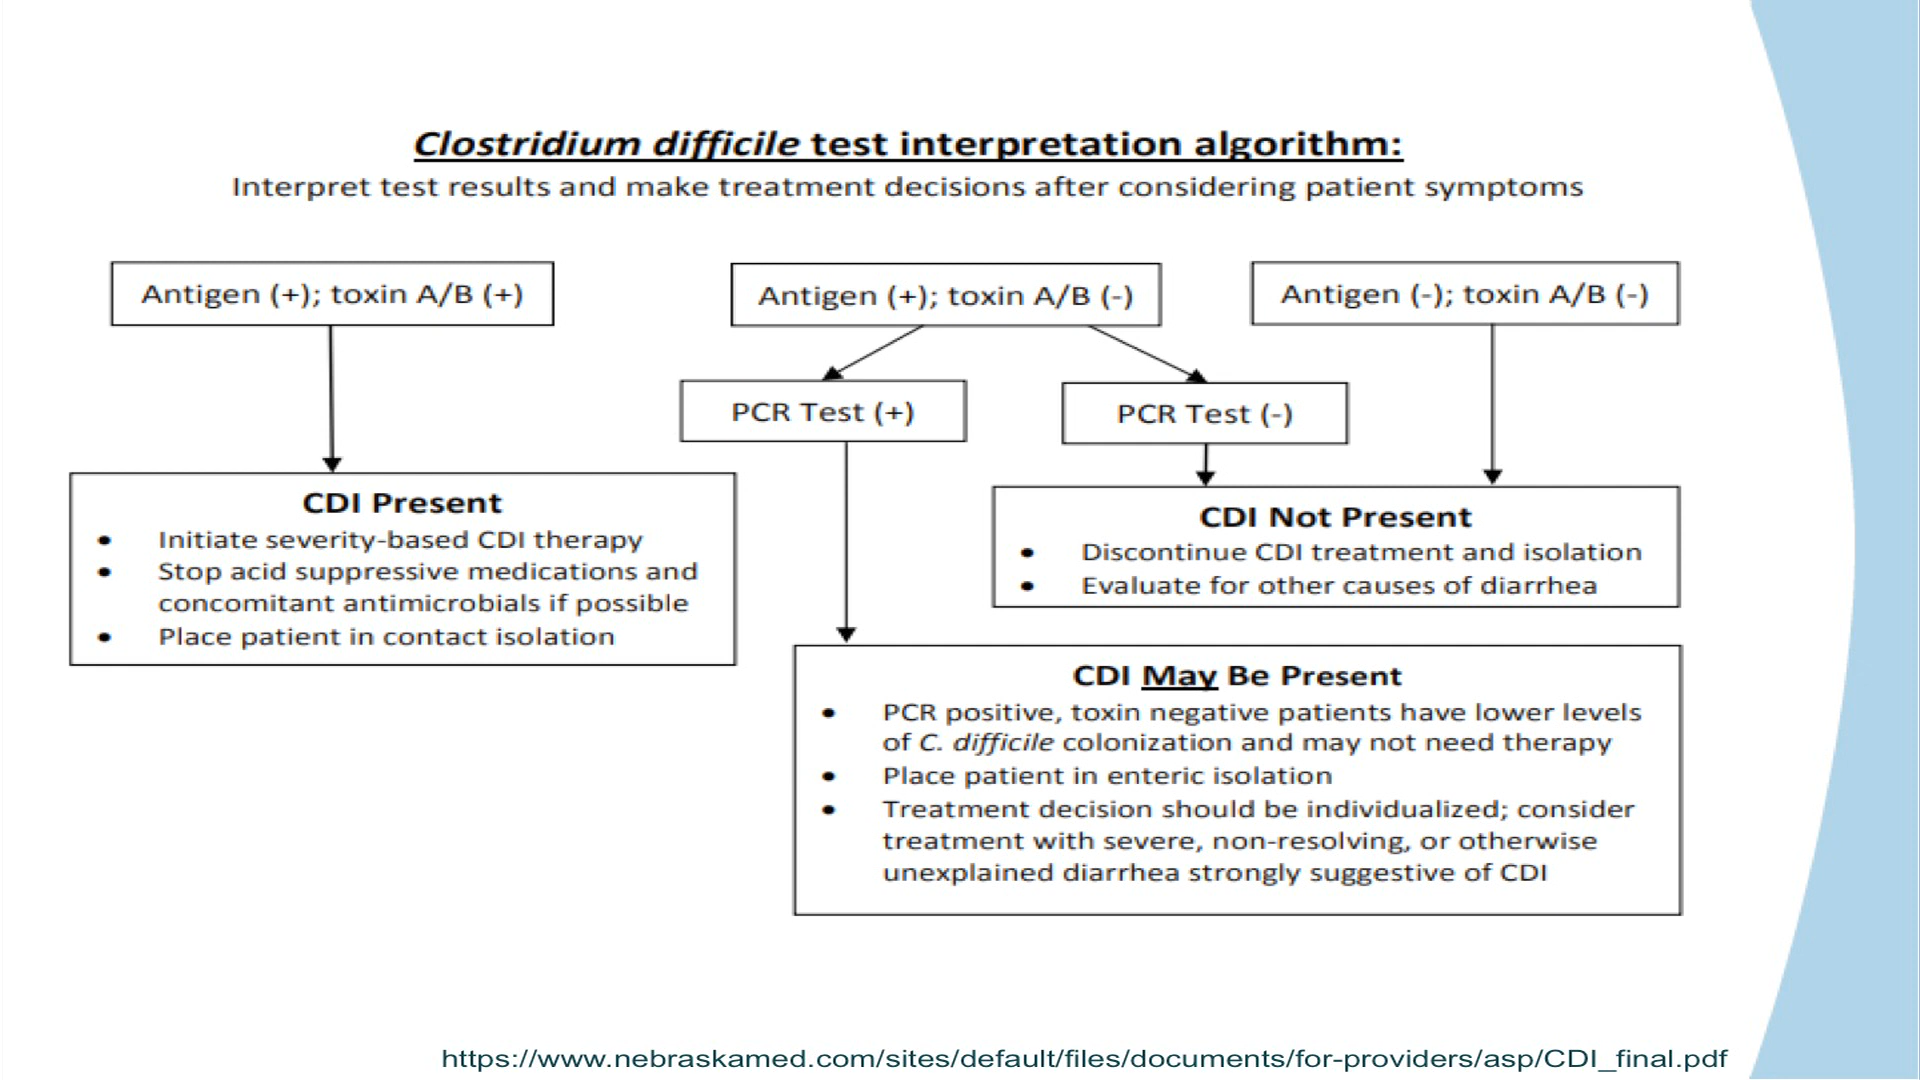 Clostridium difficile test interpretation algorithm:
Interpret test results and make treatment decisions after considering patient symptoms
Antigen (+); toxin A/B (+)
Antigen (+); toxin A/B (-)
Antigen (-); toxin A/B (-)
PCR Test (+)
PCR Test (-)
CDI Present
• Initiate severity-based CDI therapy
• Stop acid suppressive medications and
concomitant antimicrobials if possible
• Place patient in contact isolation
CDI Not Present
• Discontinue CDI treatment and isolation
• Evaluate for other causes of diarrhea
CDI May Be Present
• PCR positive, toxin negative patients have lower levels
of C. difficile colonization and may not need therapy
• Place patient in enteric isolation
• Treatment decision should be individualized; consider
treatment with severe, non-resolving, or otherwise
unexplained diarrhea strongly suggestive of CDI
https://www.nebraskamed.com/sites/default/files/documents/for-providers/asp/CDI_final.pdf